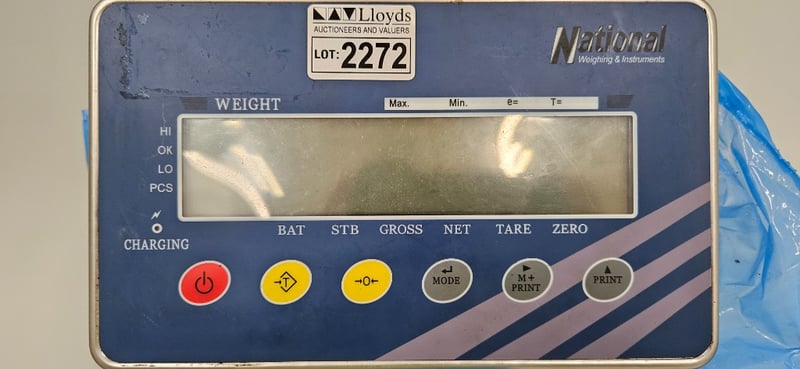 Lloyds
AUCTIONEERS AND VALUERS
LOT: 2272
National
Weighing & Instruments
WEIGHT
Max. Min. e= T=
HI
OK
LO
PCS
CHARGING
BAT STB GROSS NET TARE ZERO
→T← →0← MODE M+ PRINT PRINT